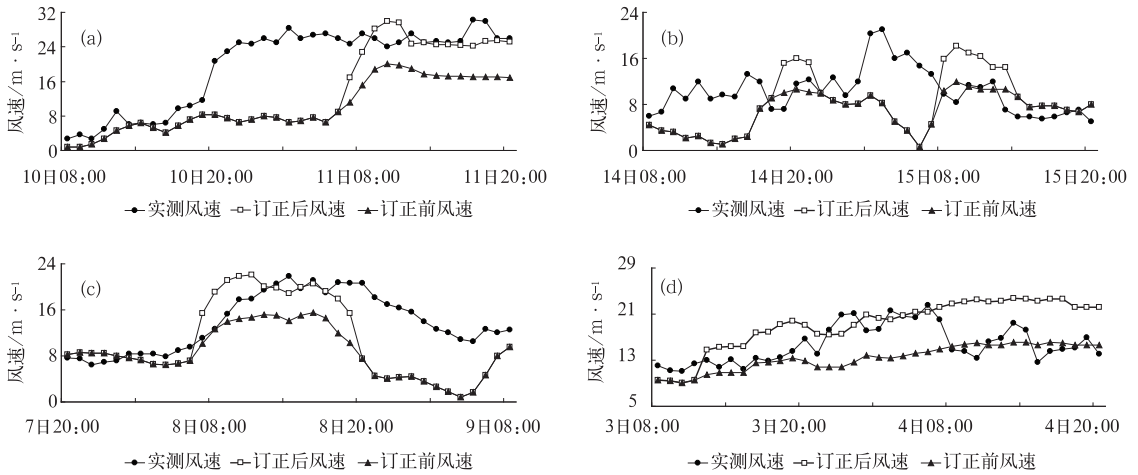 (a)
风速/m·s⁻¹
32
24
16
8
0
10日08:00 10日20:00 11日08:00 11日20:00
实测风速 订正后风速 订正前风速
(b)
风速/m·s⁻¹
24
16
8
0
14日08:00 14日20:00 15日08:00 15日20:00
实测风速 订正后风速 订正前风速
(c)
风速/m·s⁻¹
24
16
8
0
7日20:00 8日08:00 8日20:00 9日08:00
实测风速 订正后风速 订正前风速
(d)
风速/m·s⁻¹
29
21
13
5
3日08:00 3日20:00 4日08:00 4日20:00
实测风速 订正后风速 订正前风速